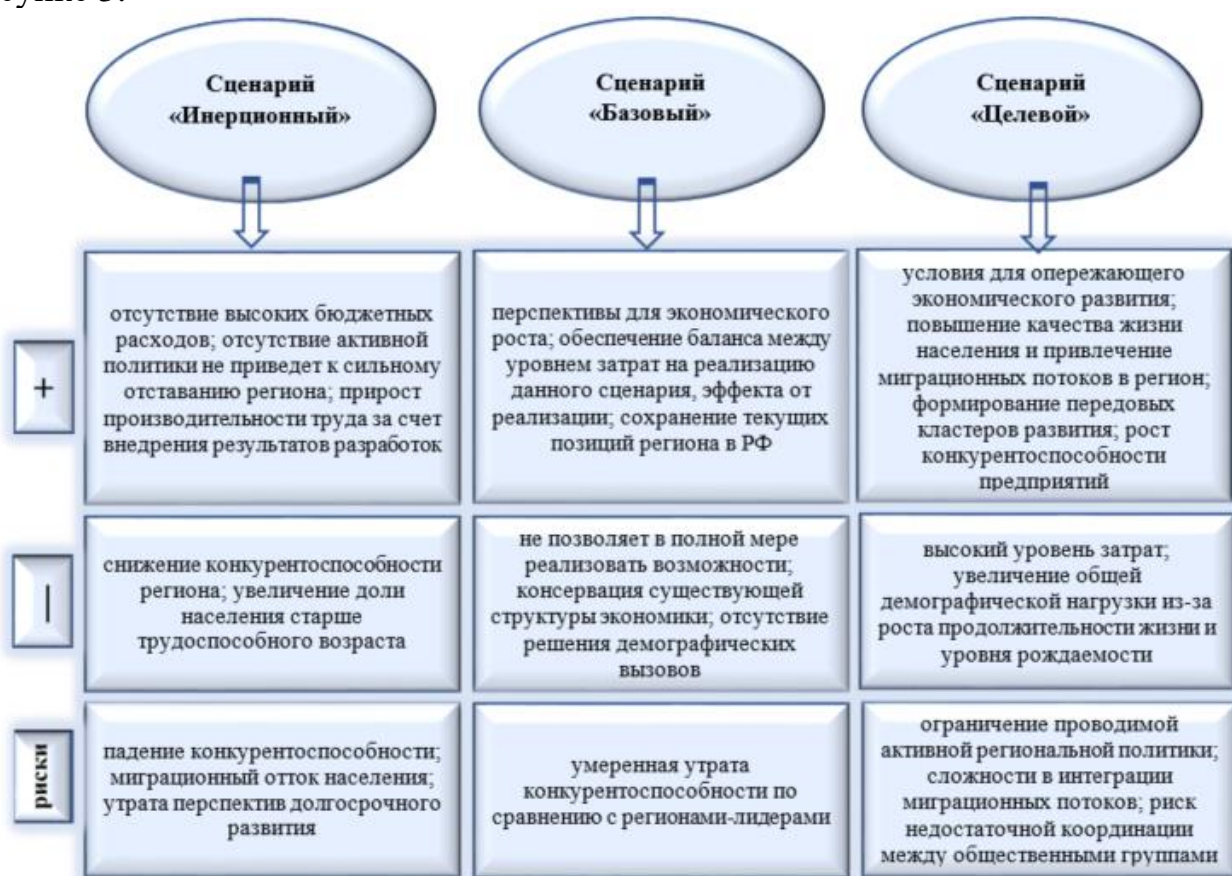 Сценарий
«Инерционный»
Сценарий
«Базовый»
Сценарий
«Целевой»
+
отсутствие высоких бюджетных
расходов; отсутствие активной
политики не приведет к сильному
отставанию региона; прирост
производительности труда за счет
внедрения результатов разработок
перспективы для экономического
роста; обеспечение баланса между
уровнем затрат на реализацию
данного сценария, эффекта от
реализации; сохранение текущих
позиций региона в РФ
условия для опережающего
экономического развития;
повышение качества жизни
населения и привлечение
миграционных потоков в регион;
формирование передовых
кластеров развития; рост
конкурентоспособности
предприятий
—
снижение конкурентоспособности
региона; увеличение доли
населения старше
трудоспособного возраста
не позволяет в полной мере
реализовать возможности;
консервация существующей
структуры экономики; отсутствие
решения демографических
вызовов
высокий уровень затрат;
увеличение общей
демографической нагрузки из-за
роста продолжительности жизни и
уровня рождаемости
риски
падение конкурентоспособности;
миграционный отток населения;
утрата перспектив долгосрочного
развития
умеренная утрата
конкурентоспособности по
сравнению с регионами-лидерами
ограничение проводимой
активной региональной политики;
сложности в интеграции
миграционных потоков; риск
недостаточной координации
между общественными группами